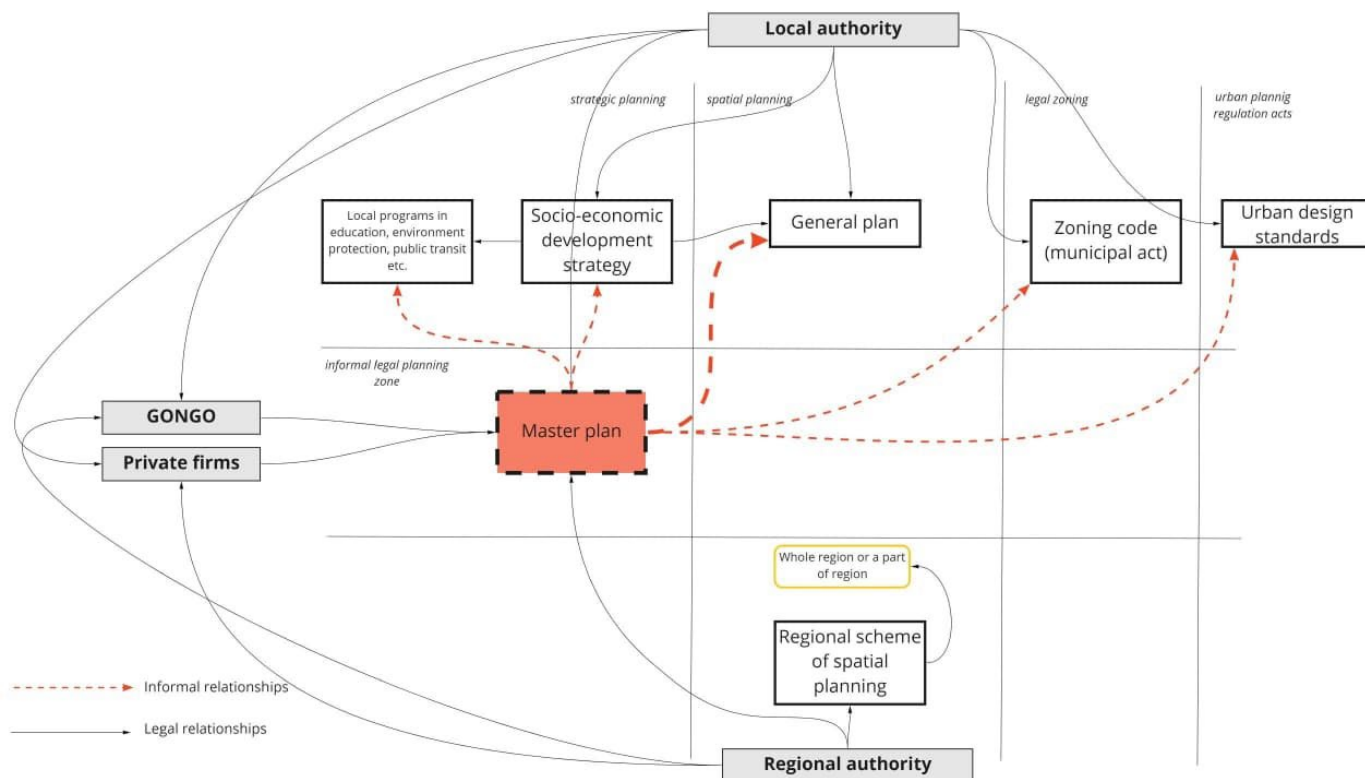 Local authority
strategic planning
spatial planning
legal zoning
urban plannig
regulation acts
Local programs in
education, environment
protection, public transit
etc.
Socio-economic
development
strategy
General plan
Zoning code
(municipal act)
Urban design
standards
informal legal planning
zone
GONGO
Private firms
Master plan
Whole region or a part
of region
Regional scheme
of spatial
planning
Informal relationships
Legal relationships
Regional authority